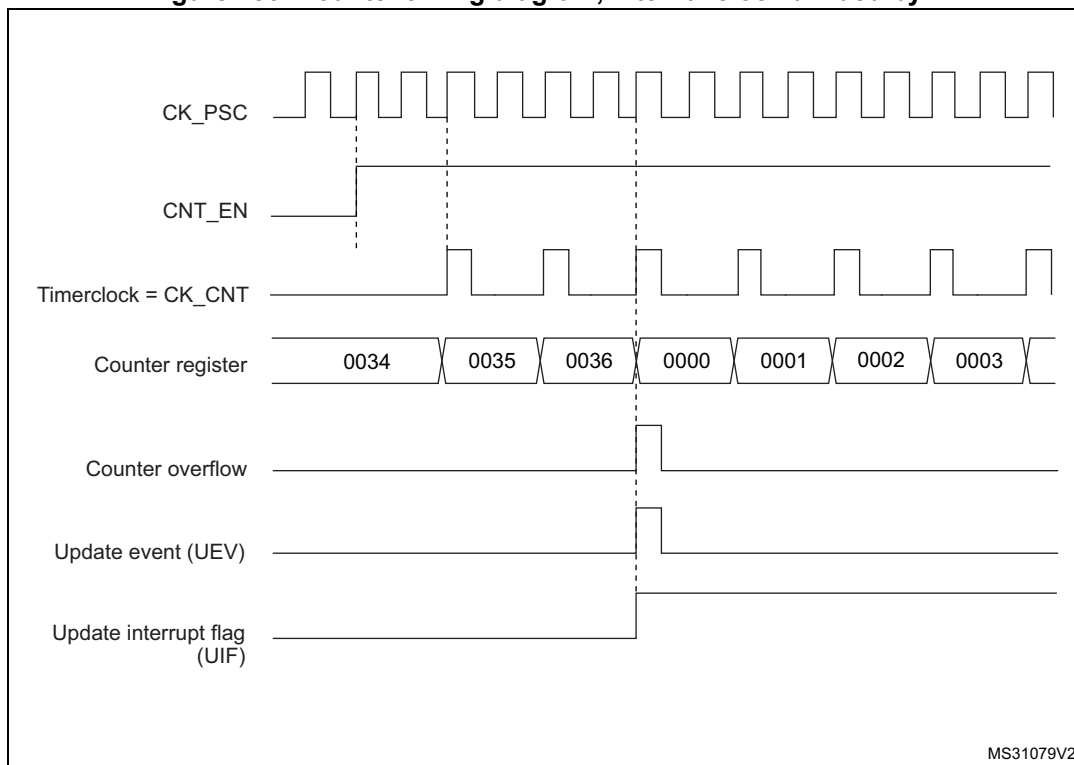 CK_PSC
CNT_EN
Timerclock = CK_CNT
Counter register
0034 0035 0036 0000 0001 0002 0003
Counter overflow
Update event (UEV)
Update interrupt flag
(UIF)
MS31079V2